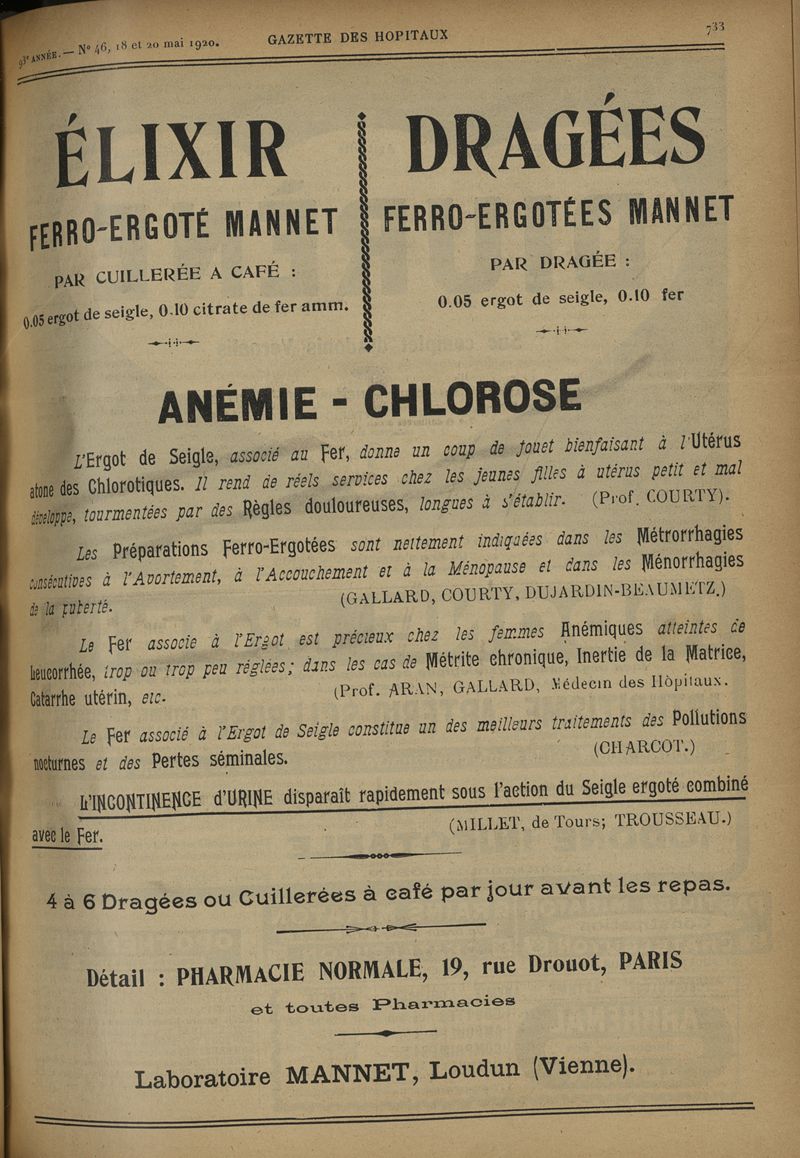 93e ANNÉE. — No 46, 18 et 20 mai 1920.
GAZETTE DES HOPITAUX
733
ÉLIXIR
FERRO-ERGOTÉ MANNET
PAR CUILLERÉE A CAFÉ :
0.05 ergot de seigle, 0.10 citrate de fer amm.
DRAGÉES
FERRO-ERGOTÉES MANNET
PAR DRAGÉE :
0.05 ergot de seigle, 0.10 fer
ANÉMIE - CHLOROSE
L'Ergot de Seigle, associé au Fer, donne un coup de fouet bienfaisant à l'Utérus
atone des Chlorotiques. Il rend de réels services chez les jeunes filles à utérus petit et mal
développe, tourmentées par des Règles douloureuses, longues à s'établir. (Prof. COURTY).
Les Préparations Ferro-Ergotées sont nettement indiquées dans les Métrorrhagies
consécutives à l'Avortement, à l'Accouchement et à la Ménopause et dans les Ménorrhagies
de la puberté. (GALLARD, COURTY, DUJARDIN-BEAUMETZ.)
Le Fer associe à l'Ergot est précieux chez les femmes Anémiques atteintes de
Leucorrhée, trop ou trop peu réglées; dans les cas de Métrite chronique, Inertie de la Matrice,
Catarrhe utérin, etc. (Prof. ARAN, GALLARD, Médecin des Hôpitaux.
Le Fer associé à l'Ergot de Seigle constitue un des meilleurs traitements des Pollutions
nocturnes et des Pertes séminales. (CHARCOT.)
L'INCONTINENCE d'URINE disparaît rapidement sous l'action du Seigle ergoté combiné
avec le Fer. (MILLET, de Tours; TROUSSEAU.)
4 à 6 Dragées ou Cuillerées à café par jour avant les repas.
Détail : PHARMACIE NORMALE, 19, rue Drouot, PARIS
et toutes Pharmacies
Laboratoire MANNET, Loudun (Vienne).